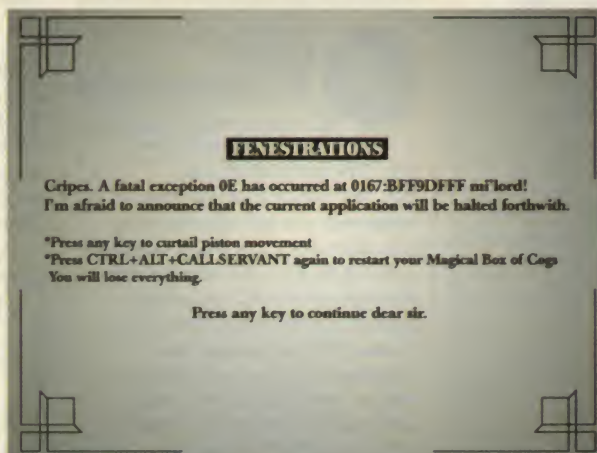 FENESTRATIONS
Cripes. A fatal exception 0E has occurred at 0167:BFF9DFFF mi'lord!
I'm afraid to announce that the current application will be halted forthwith.
*Press any key to curtail piston movement
*Press CTRL+ALT+CALLSERVANT again to restart your Magical Box of Cogs
You will lose everything.
Press any key to continue dear sir.